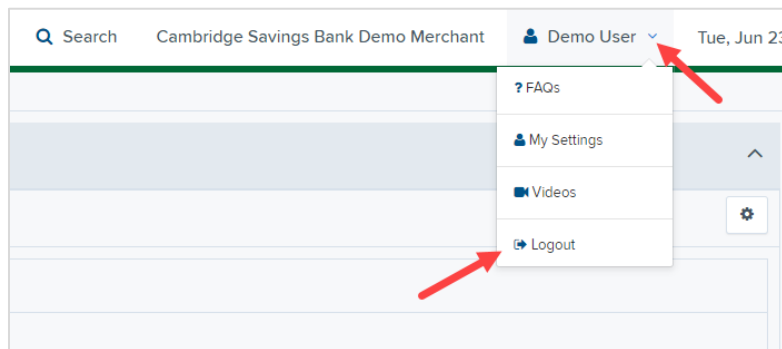 Search Cambridge Savings Bank Demo Merchant Demo User Tue, Jun 23
? FAQs
My Settings
Videos
Logout